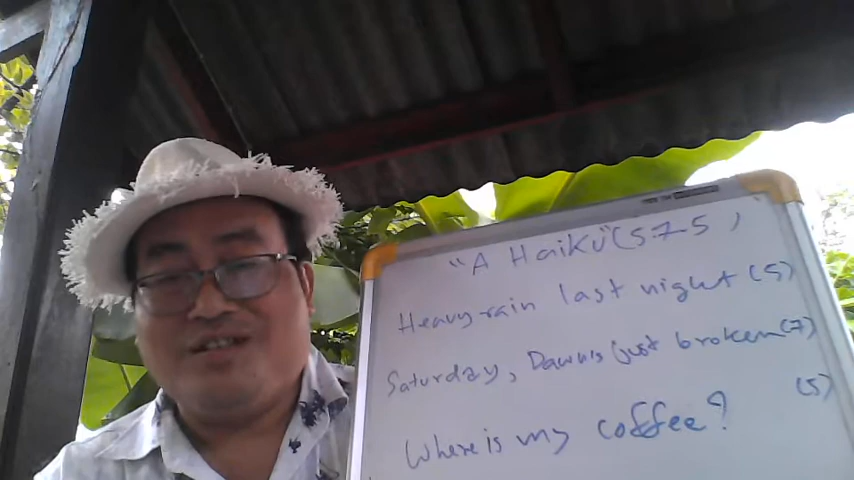 "A Haiku" (5.7.5)
Heavy rain last night (5)
Saturday, Dawn's just broken (7)
Where is my coffee? (5)